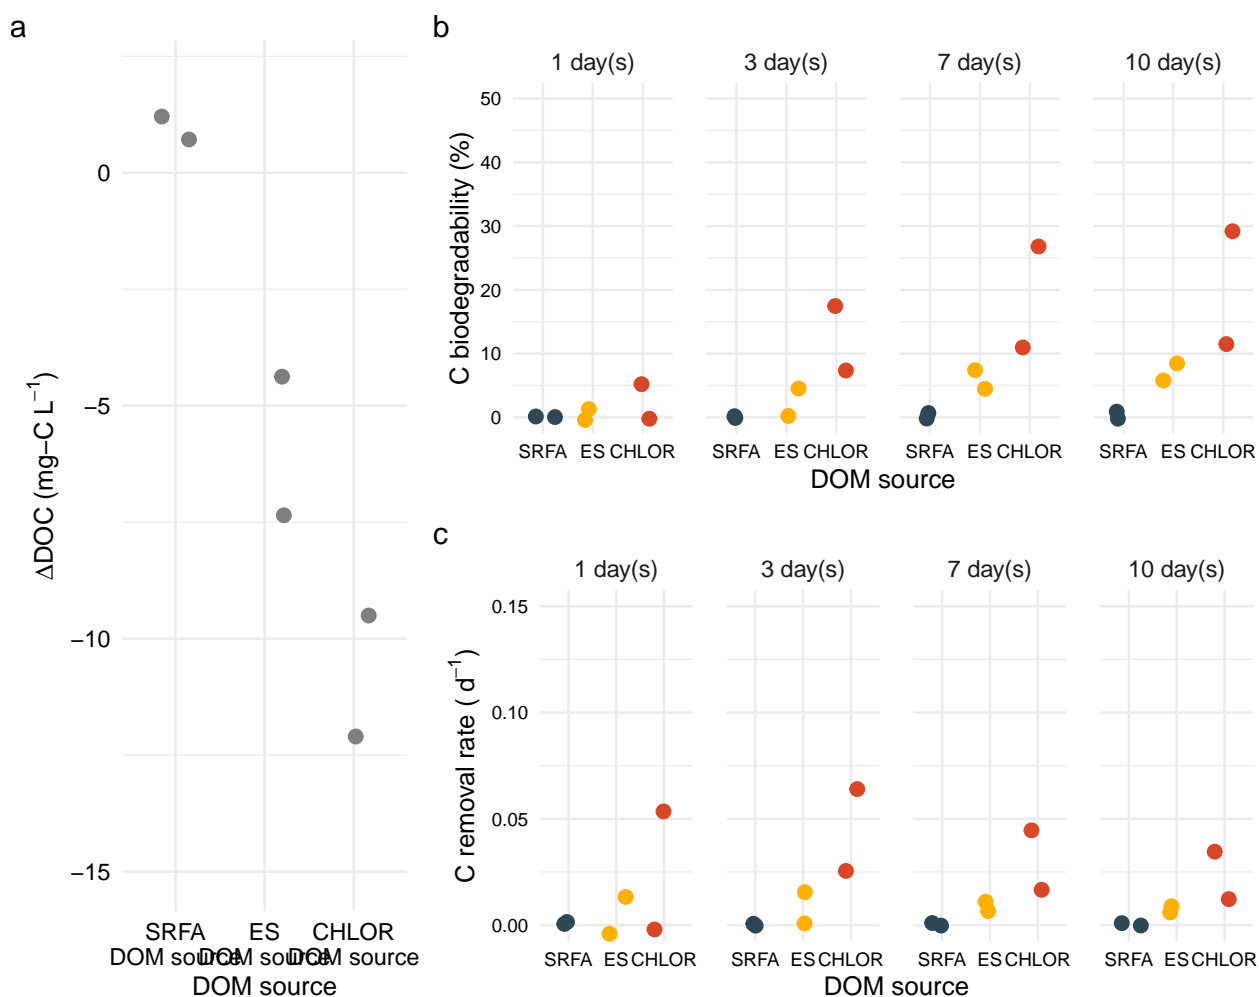 a
ΔDOC (mg−C L−1)
0
−5
−10
−15
SRFA ES CHLOR
DOM source DOM source DOM source
DOM source
b
1 day(s) 3 day(s) 7 day(s) 10 day(s)
C biodegradability (%)
50
40
30
20
10
0
SRFA ES CHLOR SRFA ES CHLOR SRFA ES CHLOR SRFA ES CHLOR
DOM source
c
1 day(s) 3 day(s) 7 day(s) 10 day(s)
C removal rate ( d−1)
0.15
0.10
0.05
0.00
SRFA ES CHLOR SRFA ES CHLOR SRFA ES CHLOR SRFA ES CHLOR
DOM source